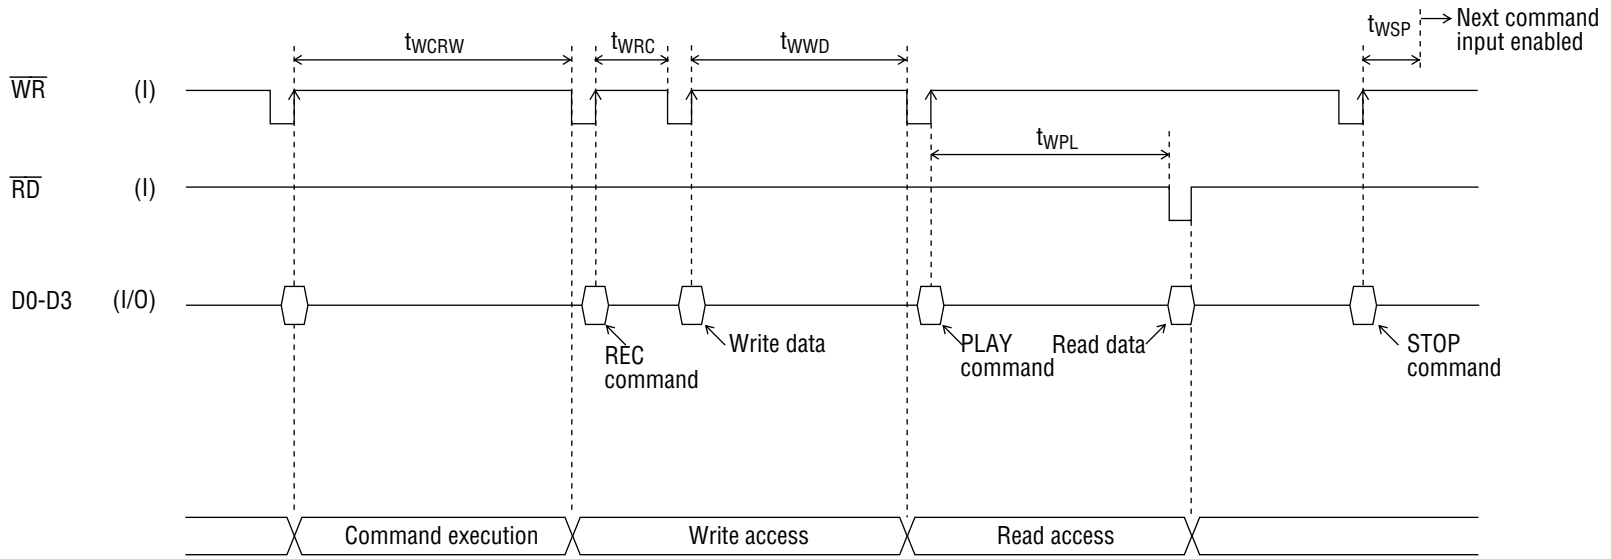 tWCRW
tWRC
tWWD
tWSP
Next command
input enabled
WR (I)
tWPL
RD (I)
D0-D3 (I/O)
REC
command
Write data
PLAY
command
Read data
STOP
command
Command execution
Write access
Read access